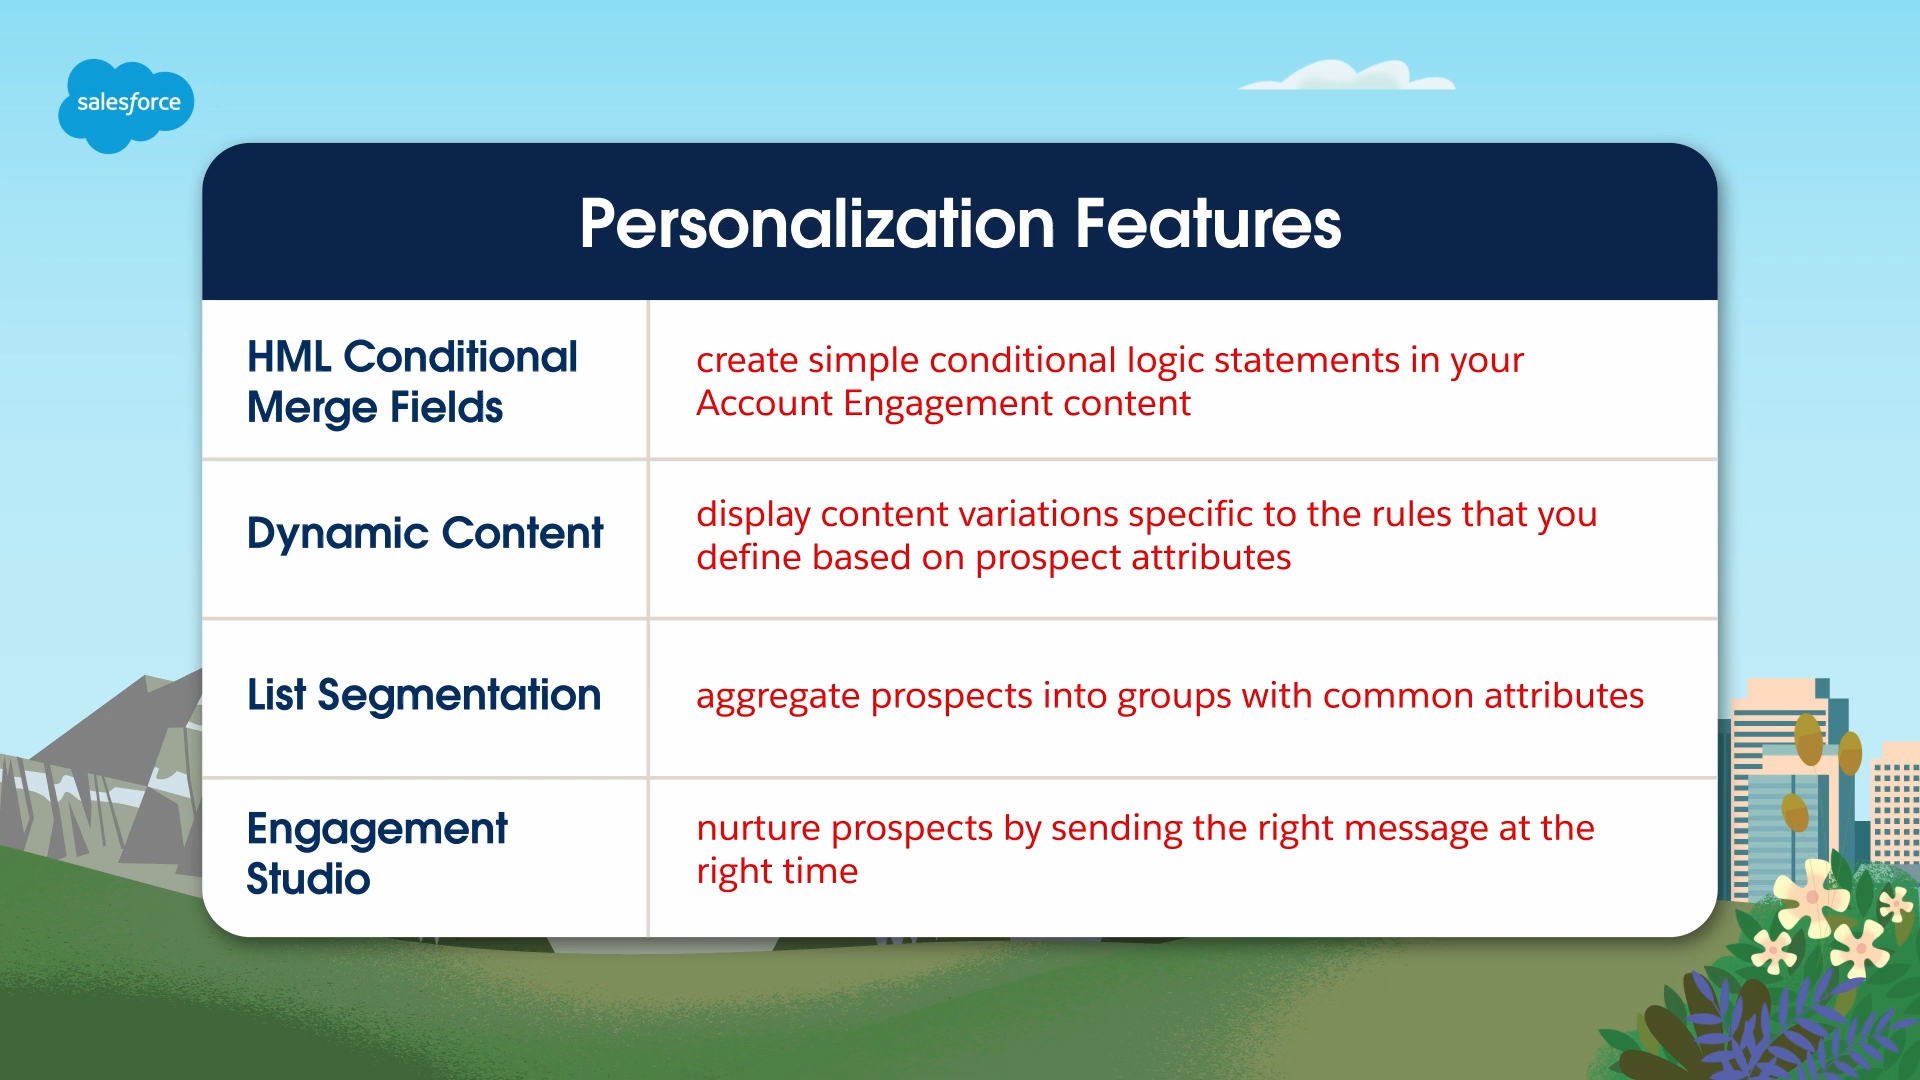 salesforce
Personalization Features
HML Conditional
Merge Fields
create simple conditional logic statements in your
Account Engagement content
Dynamic Content
display content variations specific to the rules that you
define based on prospect attributes
List Segmentation
aggregate prospects into groups with common attributes
Engagement
Studio
nurture prospects by sending the right message at the
right time